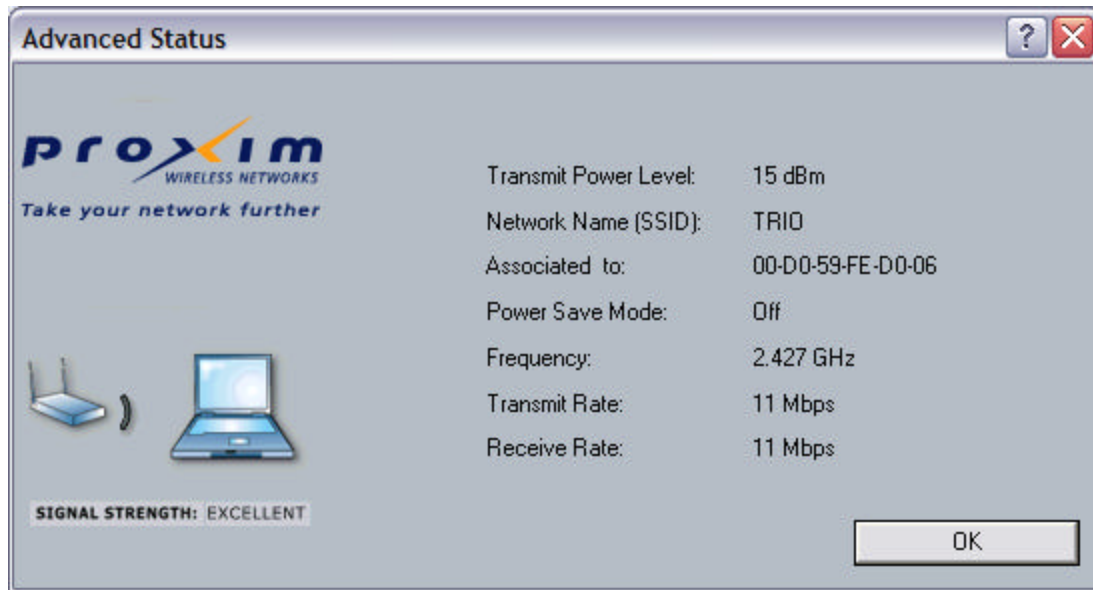 Advanced Status
proxim
WIRELESS NETWORKS
Take your network further
Transmit Power Level: 15 dBm
Network Name (SSID): TRIO
Associated to: 00-D0-59-FE-D0-06
Power Save Mode: Off
Frequency: 2.427 GHz
Transmit Rate: 11 Mbps
Receive Rate: 11 Mbps
SIGNAL STRENGTH: EXCELLENT
OK